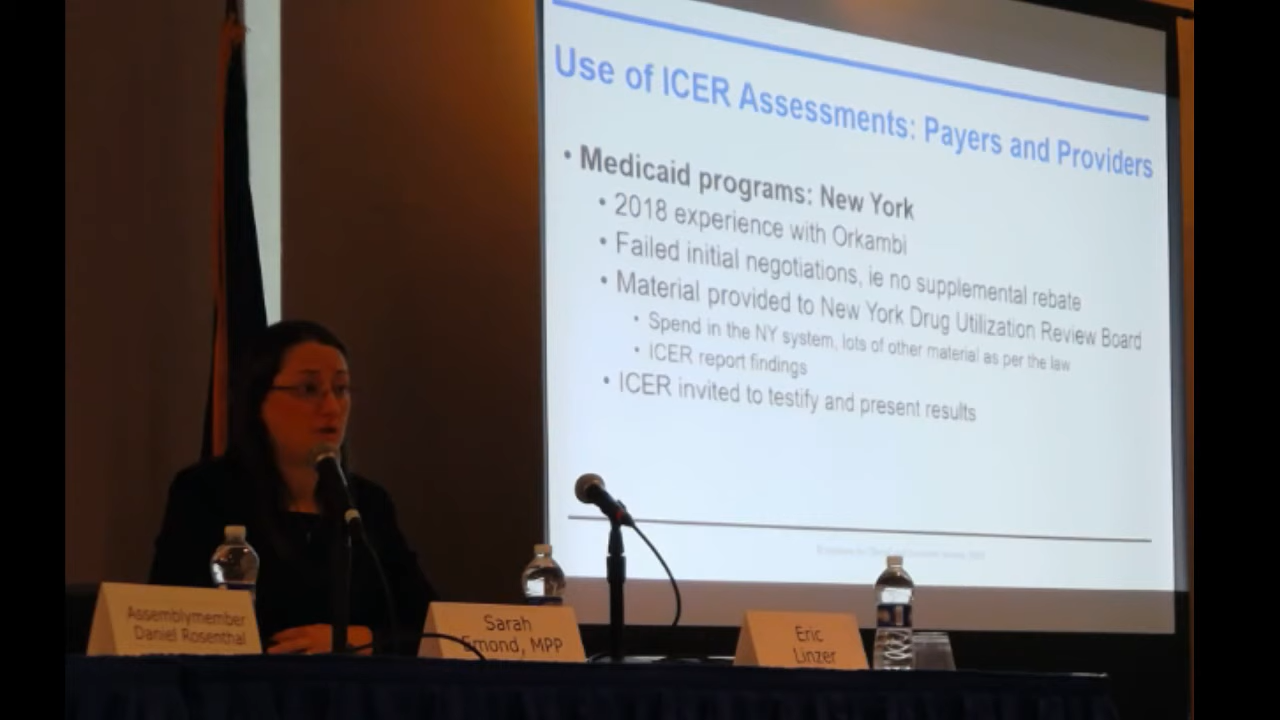 Use of ICER Assessments: Payers and Providers
• Medicaid programs: New York
• 2018 experience with Orkambi
• Failed initial negotiations, ie no supplemental rebate
• Material provided to New York Drug Utilization Review Board
• Spend in the NY system, lots of other material as per the law
• ICER report findings
• ICER invited to testify and present results
Assemblymember
Daniel Rosenthal
Sarah
Emond, MPP
Eric
Linzer